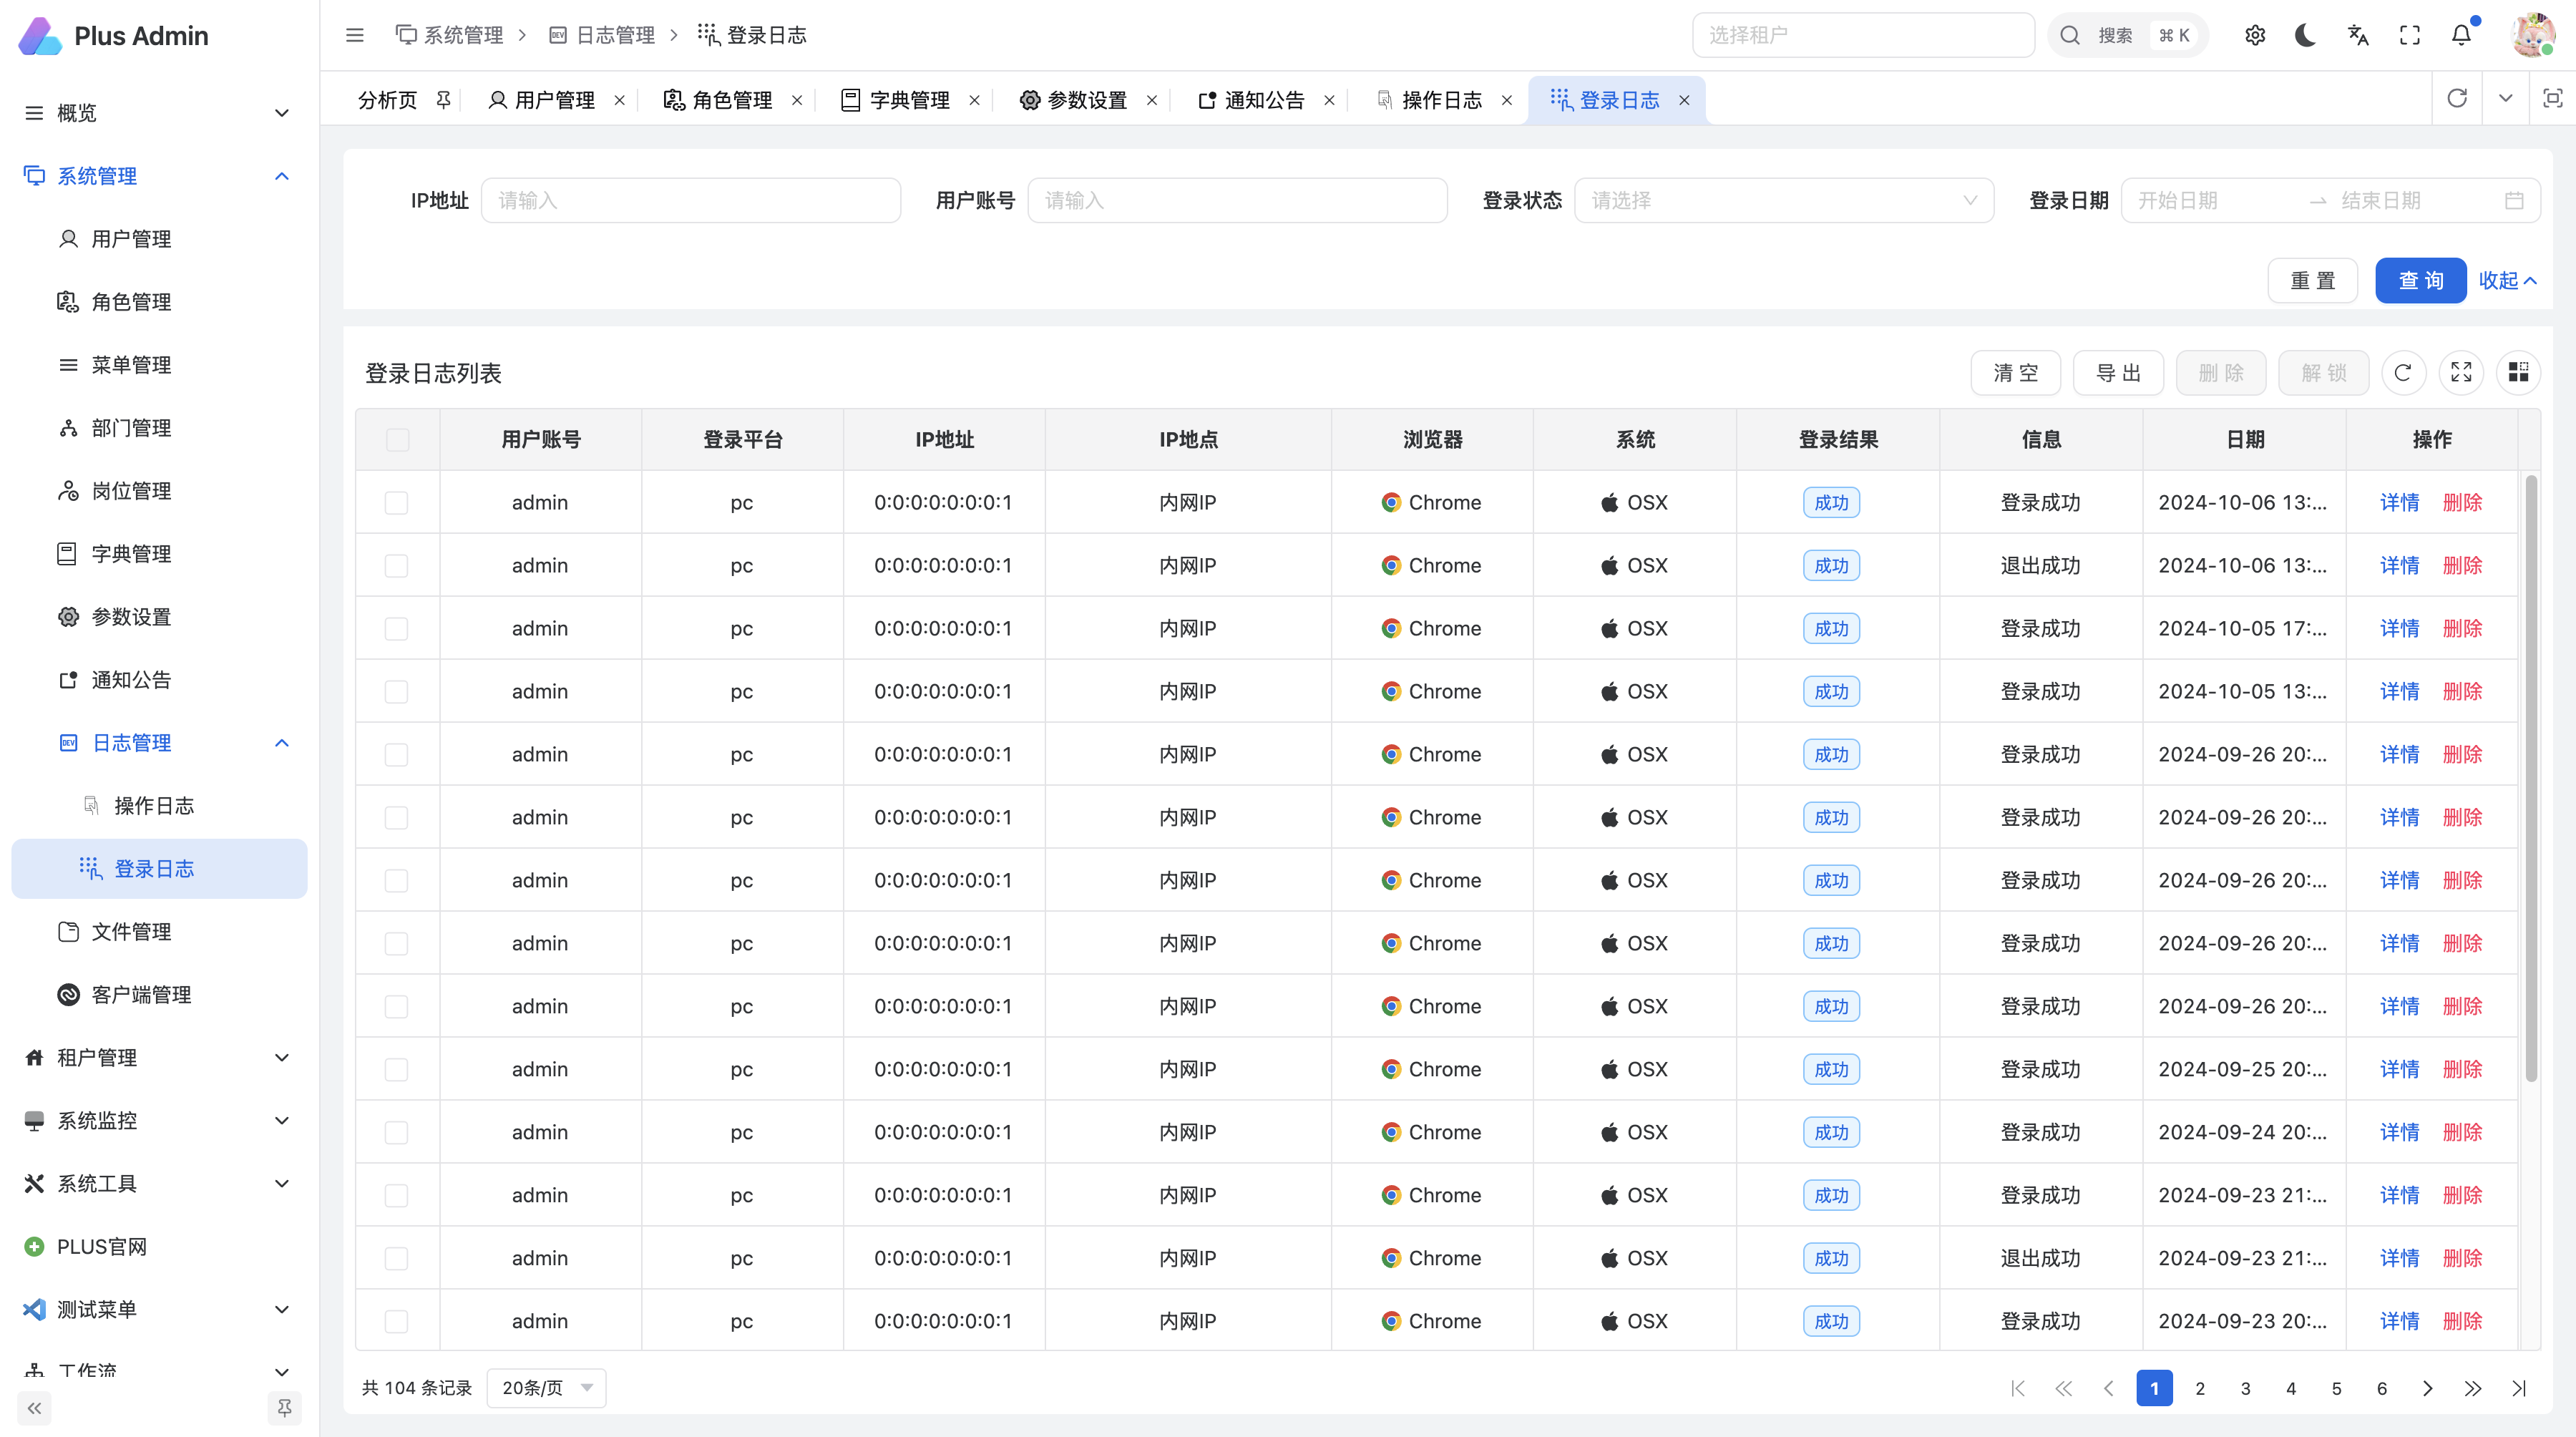 Plus Admin
系统管理 日志管理 登录日志 选择租户 搜索 ⌘ K
分析页 用户管理 角色管理 字典管理 参数设置 通知公告 操作日志 登录日志
概览
系统管理
用户管理
角色管理
菜单管理
部门管理
岗位管理
字典管理
参数设置
通知公告
日志管理
操作日志
登录日志
文件管理
客户端管理
租户管理
系统监控
系统工具
PLUS官网
测试菜单
工作流
IP地址 请输入 用户账号 请输入 登录状态 请选择 登录日期 开始日期 结束日期
重 置 查 询 收起
登录日志列表 清 空 导 出 删 除 解 锁
用户账号 登录平台 IP地址 IP地点 浏览器 系统 登录结果 信息 日期 操作
admin pc 0:0:0:0:0:0:0:1 内网IP Chrome OSX 成功 登录成功 2024-10-06 13:... 详情 删除
admin pc 0:0:0:0:0:0:0:1 内网IP Chrome OSX 成功 退出成功 2024-10-06 13:... 详情 删除
admin pc 0:0:0:0:0:0:0:1 内网IP Chrome OSX 成功 登录成功 2024-10-05 17:... 详情 删除
admin pc 0:0:0:0:0:0:0:1 内网IP Chrome OSX 成功 登录成功 2024-10-05 13:... 详情 删除
admin pc 0:0:0:0:0:0:0:1 内网IP Chrome OSX 成功 登录成功 2024-09-26 20:... 详情 删除
admin pc 0:0:0:0:0:0:0:1 内网IP Chrome OSX 成功 登录成功 2024-09-26 20:... 详情 删除
admin pc 0:0:0:0:0:0:0:1 内网IP Chrome OSX 成功 登录成功 2024-09-26 20:... 详情 删除
admin pc 0:0:0:0:0:0:0:1 内网IP Chrome OSX 成功 登录成功 2024-09-26 20:... 详情 删除
admin pc 0:0:0:0:0:0:0:1 内网IP Chrome OSX 成功 登录成功 2024-09-26 20:... 详情 删除
admin pc 0:0:0:0:0:0:0:1 内网IP Chrome OSX 成功 登录成功 2024-09-25 20:... 详情 删除
admin pc 0:0:0:0:0:0:0:1 内网IP Chrome OSX 成功 登录成功 2024-09-24 20:... 详情 删除
admin pc 0:0:0:0:0:0:0:1 内网IP Chrome OSX 成功 登录成功 2024-09-23 21:... 详情 删除
admin pc 0:0:0:0:0:0:0:1 内网IP Chrome OSX 成功 退出成功 2024-09-23 21:... 详情 删除
admin pc 0:0:0:0:0:0:0:1 内网IP Chrome OSX 成功 登录成功 2024-09-23 20:... 详情 删除
共 104 条记录 20条/页 1 2 3 4 5 6